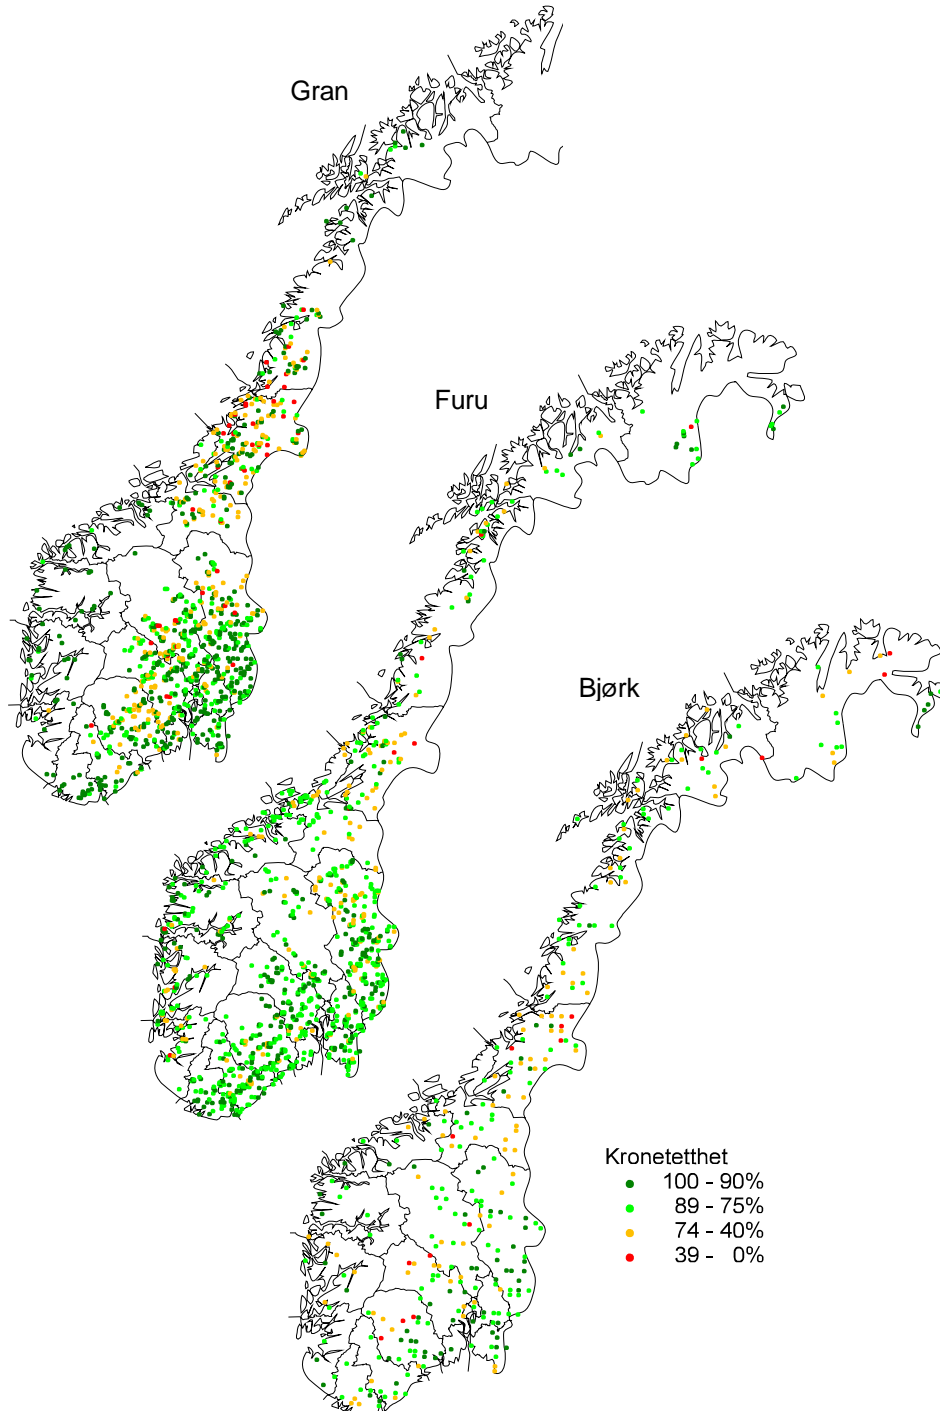 Gran
Furu
Bjørk
Kronetetthet
100 - 90%
89 - 75%
74 - 40%
39 - 0%